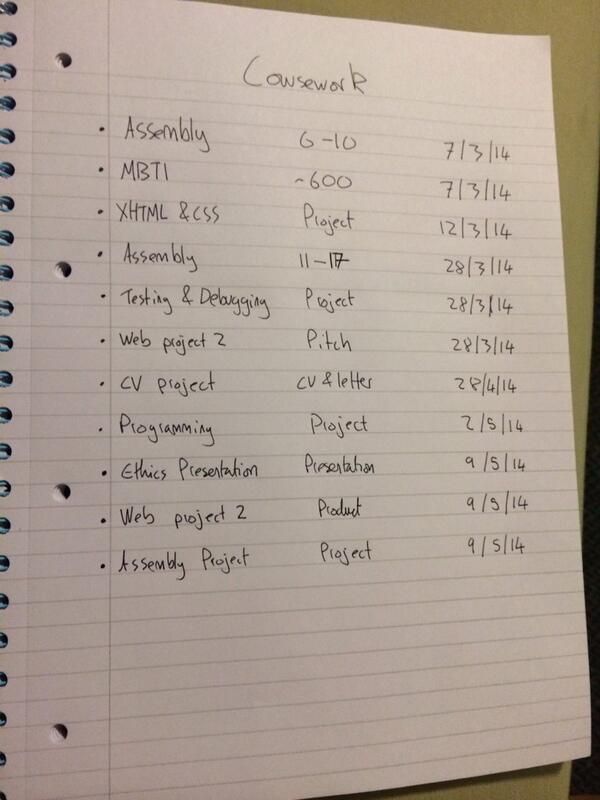 Coursework
• Assembly 6-10 7/3/14
• MBTI ~600 7/3/14
• XHTML & CSS Project 12/3/14
• Assembly 11-17 28/3/14
• Testing & Debugging Project 28/3/14
• Web project 2 Pitch 28/3/14
• CV project CV & letter 28/4/14
• Programming Project 2/5/14
• Ethics Presentation Presentation 9/5/14
• Web project 2 Product 9/5/14
• Assembly Project Project 9/5/14